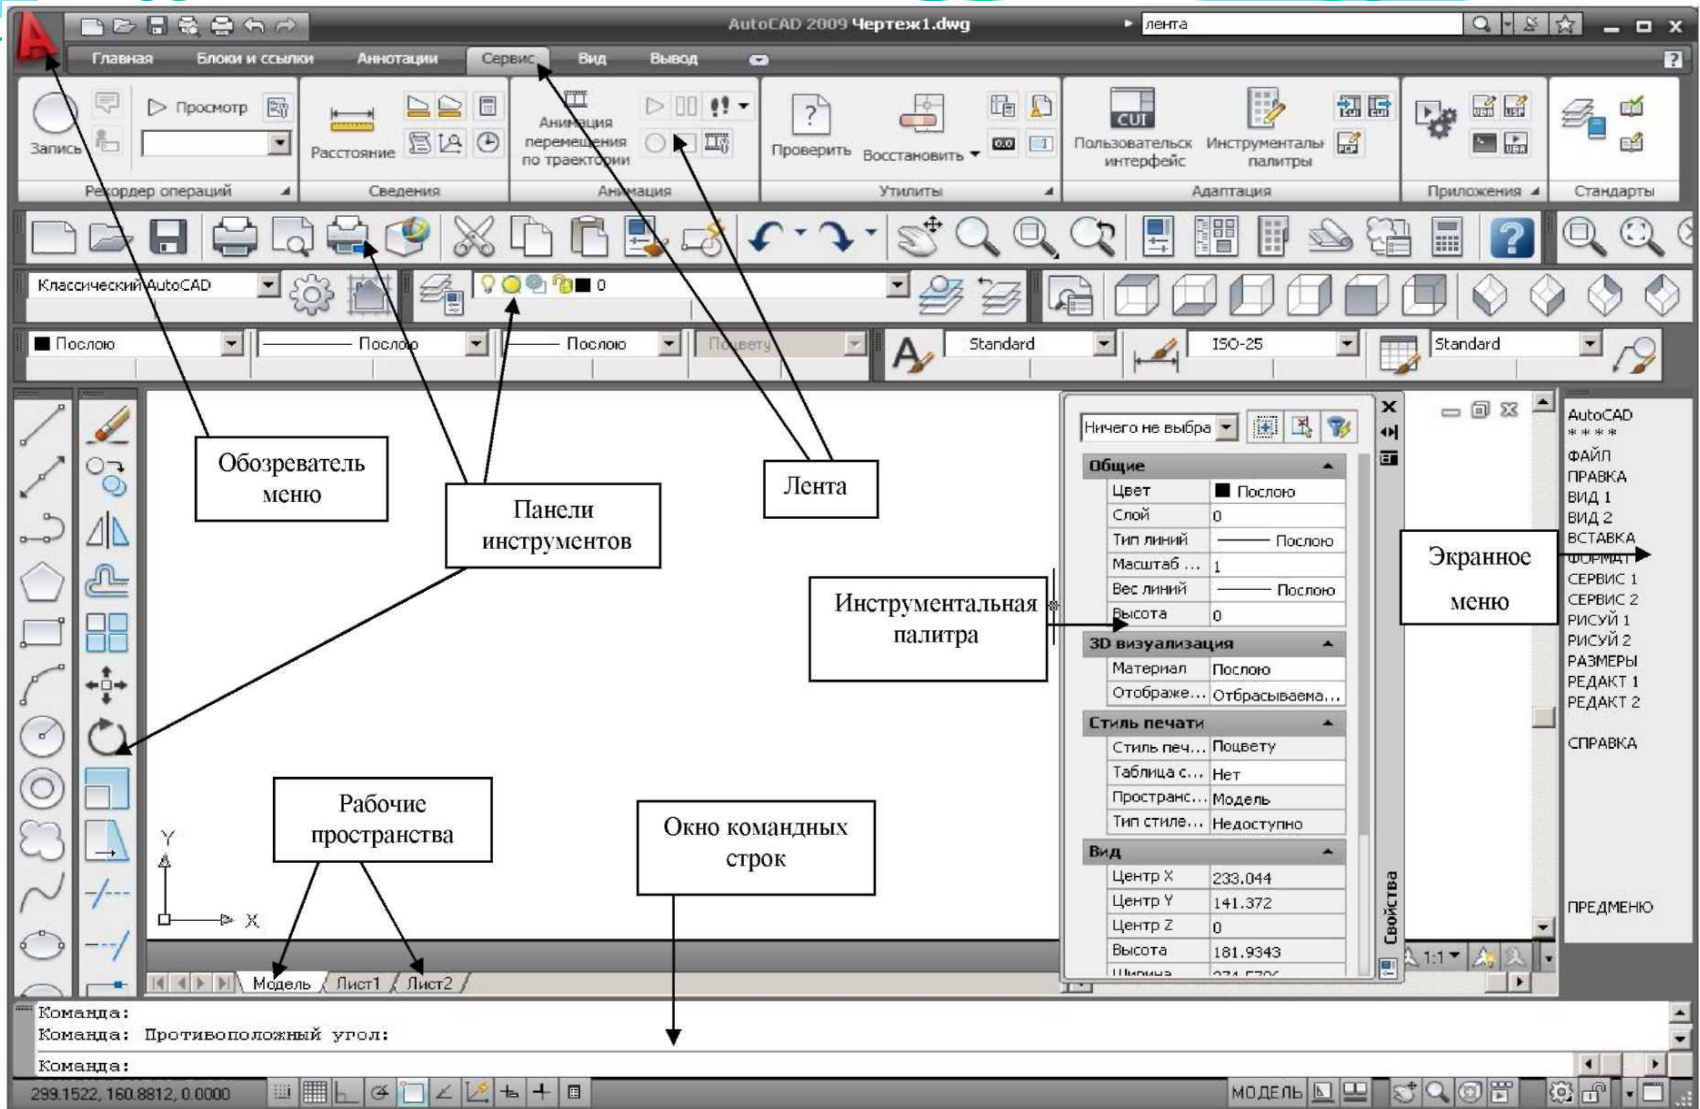 AutoCAD 2009 Чертеж1.dwg
лента
Главная Блоки и ссылки Аннотации Сервис Вид Вывод
Запись
Просмотр
Рекордер операций
Расстояние
Сведения
Анимация
перемещения
по траектории
Анимация
Проверить
Восстановить
Утилиты
CUI
Пользовательск
интерфейс
Инструменталы
палитры
Адаптация
Приложения
Стандарты
Классический AutoCAD
0
Послою
Послою
Послою
Поцвету
Standard
ISO-25
Standard
Обозреватель
меню
Панели
инструментов
Лента
Инструментальная
палитра
Экранное
меню
Рабочие
пространства
Окно командных
строк
Ничего не выбра
Общие
Цвет Послою
Слой 0
Тип линий Послою
Масштаб ... 1
Вес линий Послою
Высота 0
3D визуализация
Материал Послою
Отображе... Отбрасываема...
Стиль печати
Стиль печ... Поцвету
Таблица с... Нет
Пространс... Модель
Тип стиле... Недоступно
Вид
Центр X 233.044
Центр Y 141.372
Центр Z 0
Высота 181.9343
Ширина
Свойства
AutoCAD
* * * *
ФАЙЛ
ПРАВКА
ВИД 1
ВИД 2
ВСТАВКА
ФОРМАТ
СЕРВИС 1
СЕРВИС 2
РИСУЙ 1
РИСУЙ 2
РАЗМЕРЫ
РЕДАКТ 1
РЕДАКТ 2
СПРАВКА
ПРЕДМЕНЮ
Y
X
1:1
Модель Лист1 Лист2
Команда:
Команда: Противоположный угол:
Команда:
299.1522, 160.8812, 0.0000
МОДЕЛЬ